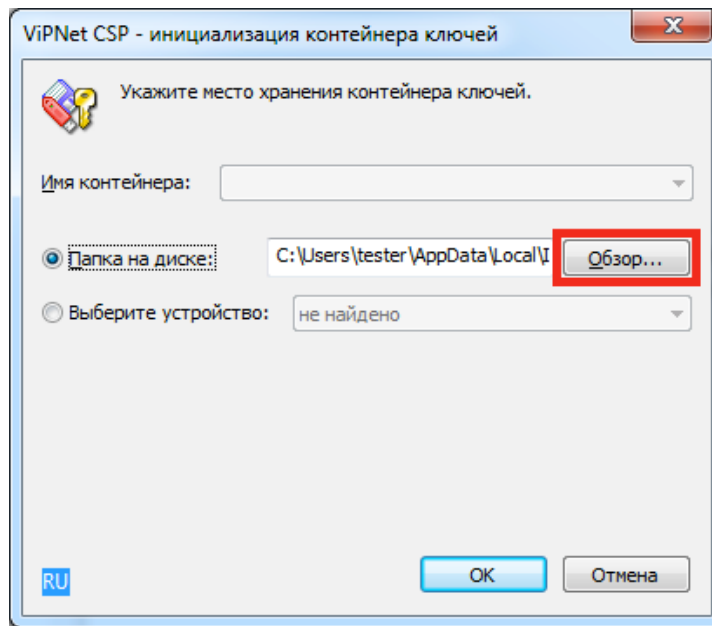 ViPNet CSP - инициализация контейнера ключей
Укажите место хранения контейнера ключей.
Имя контейнера:
Папка на диске: C:\Users\tester\AppData\Local\I Обзор...
Выберите устройство: не найдено
RU OK Отмена